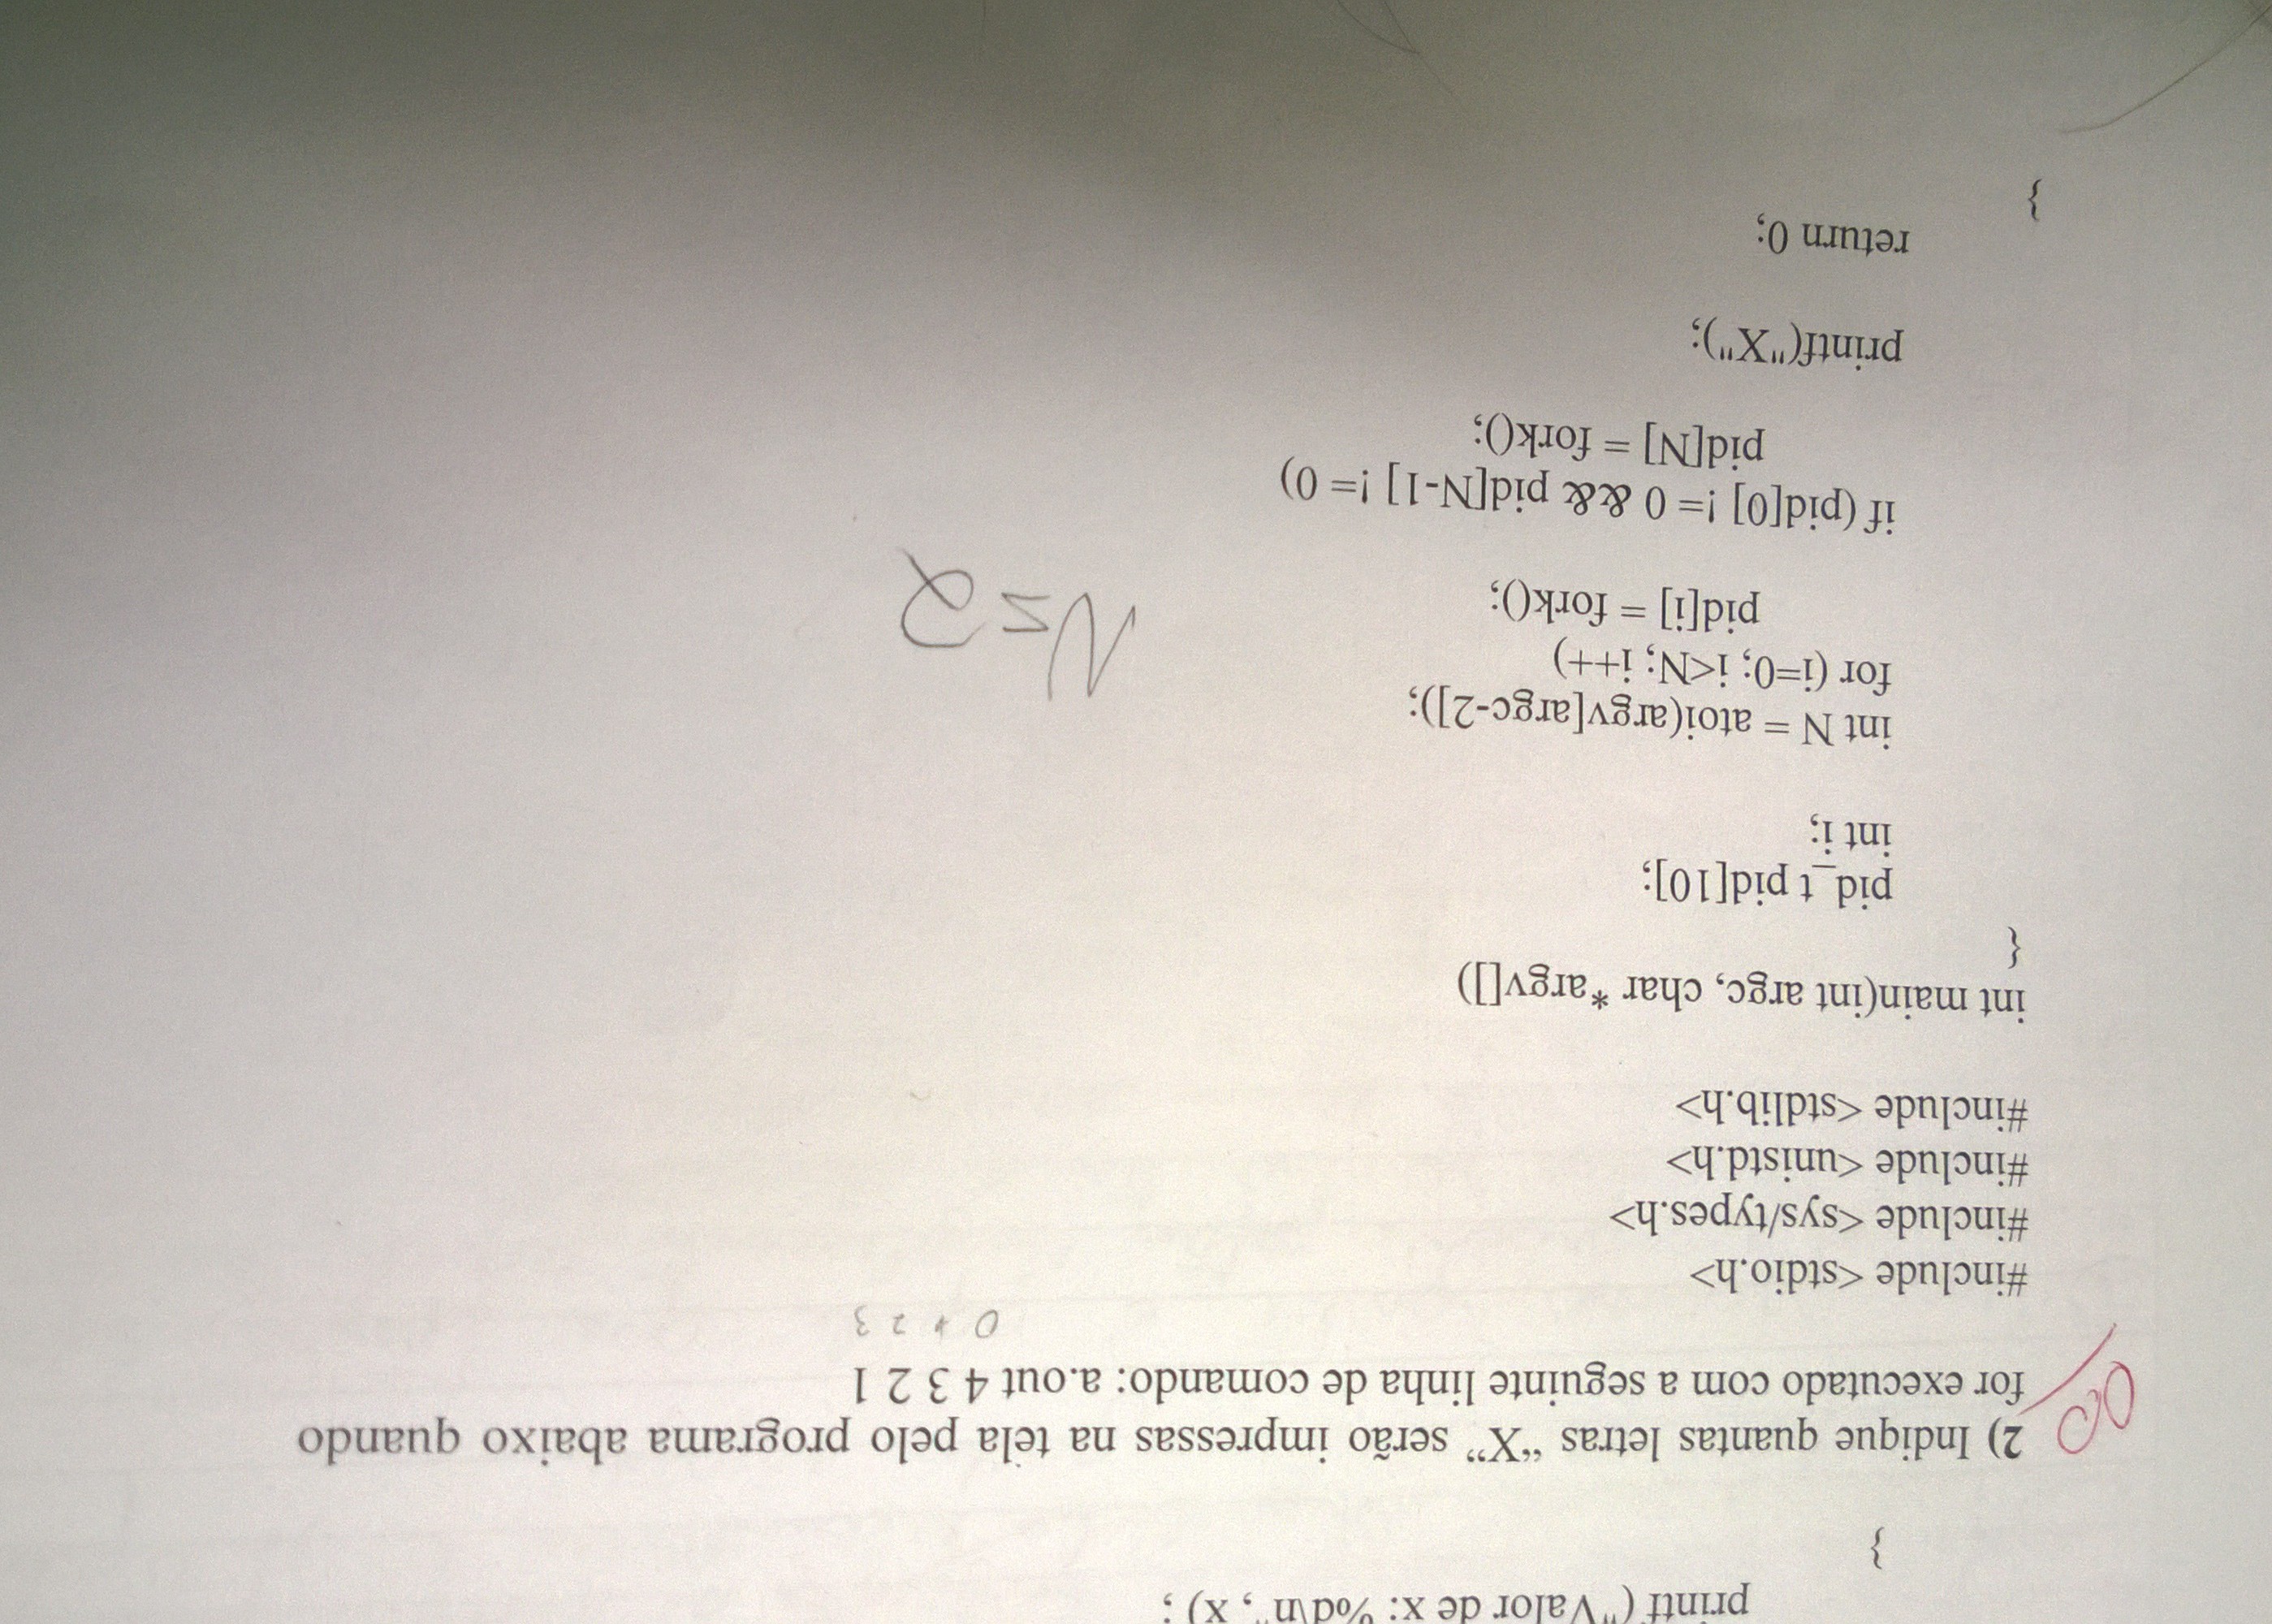 printf ("Valor de x: %d\n", x) ;
}
00
2) Indique quantas letras “X” serão impressas na tela pelo programa abaixo quando
for executado com a seguinte linha de comando: a.out 4 3 2 1
0 1 2 3
#include <stdio.h>
#include <sys/types.h>
#include <unistd.h>
#include <stdlib.h>
int main(int argc, char *argv[])
{
pid_t pid[10];
int i;
int N = atoi(argv[argc-2]);
for (i=0; i<N; i++)
pid[i] = fork();
N=2
if (pid[0] != 0 && pid[N-1] != 0)
pid[N] = fork();
printf("X");
return 0;
}